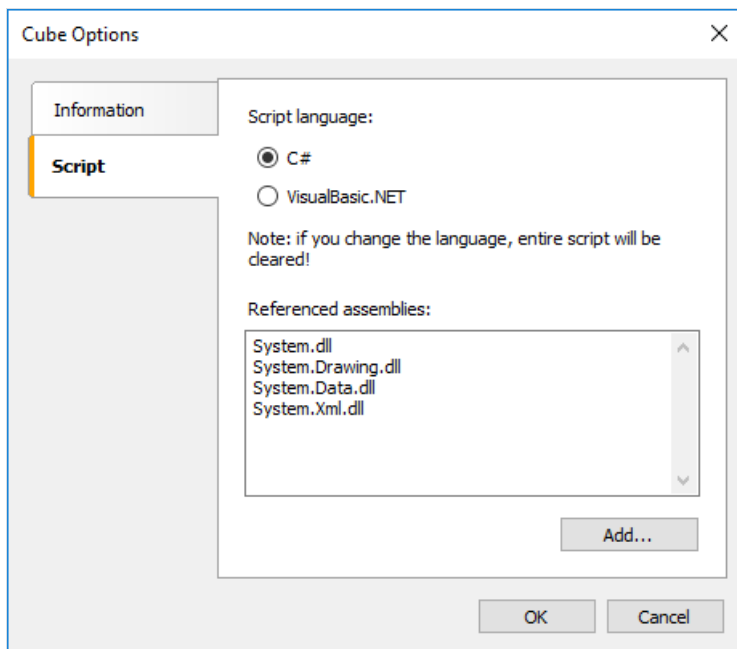 Cube Options
Information
Script
Script language:
C#
VisualBasic.NET
Note: if you change the language, entire script will be
cleared!
Referenced assemblies:
System.dll
System.Drawing.dll
System.Data.dll
System.Xml.dll
Add...
OK
Cancel